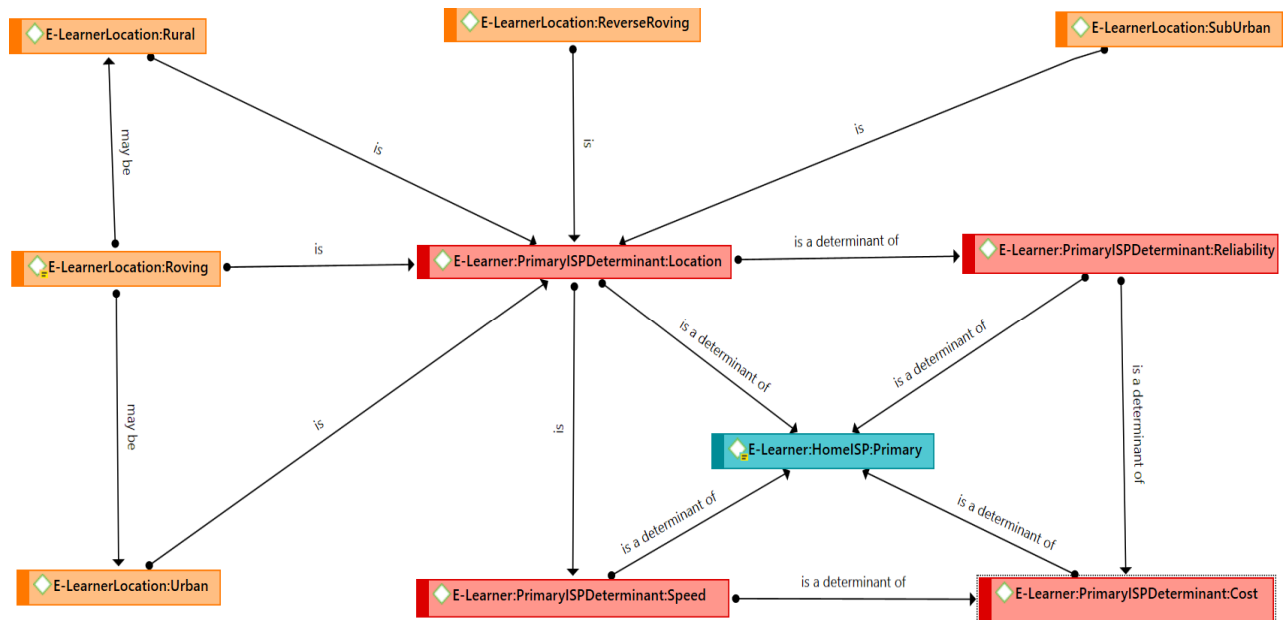 E-LearnerLocation:Rural
E-LearnerLocation:ReverseRoving
E-LearnerLocation:SubUrban
is
is
is
may be
is
is a determinant of
E-LearnerLocation:Roving
E-Learner:PrimaryISPDeterminant:Location
E-Learner:PrimaryISPDeterminant:Reliability
is a determinant of
is a determinant of
may be
is
is
is a determinant of
E-Learner:HomeISP:Primary
is a determinant of
is a determinant of
E-LearnerLocation:Urban
E-Learner:PrimaryISPDeterminant:Speed
is a determinant of
E-Learner:PrimaryISPDeterminant:Cost